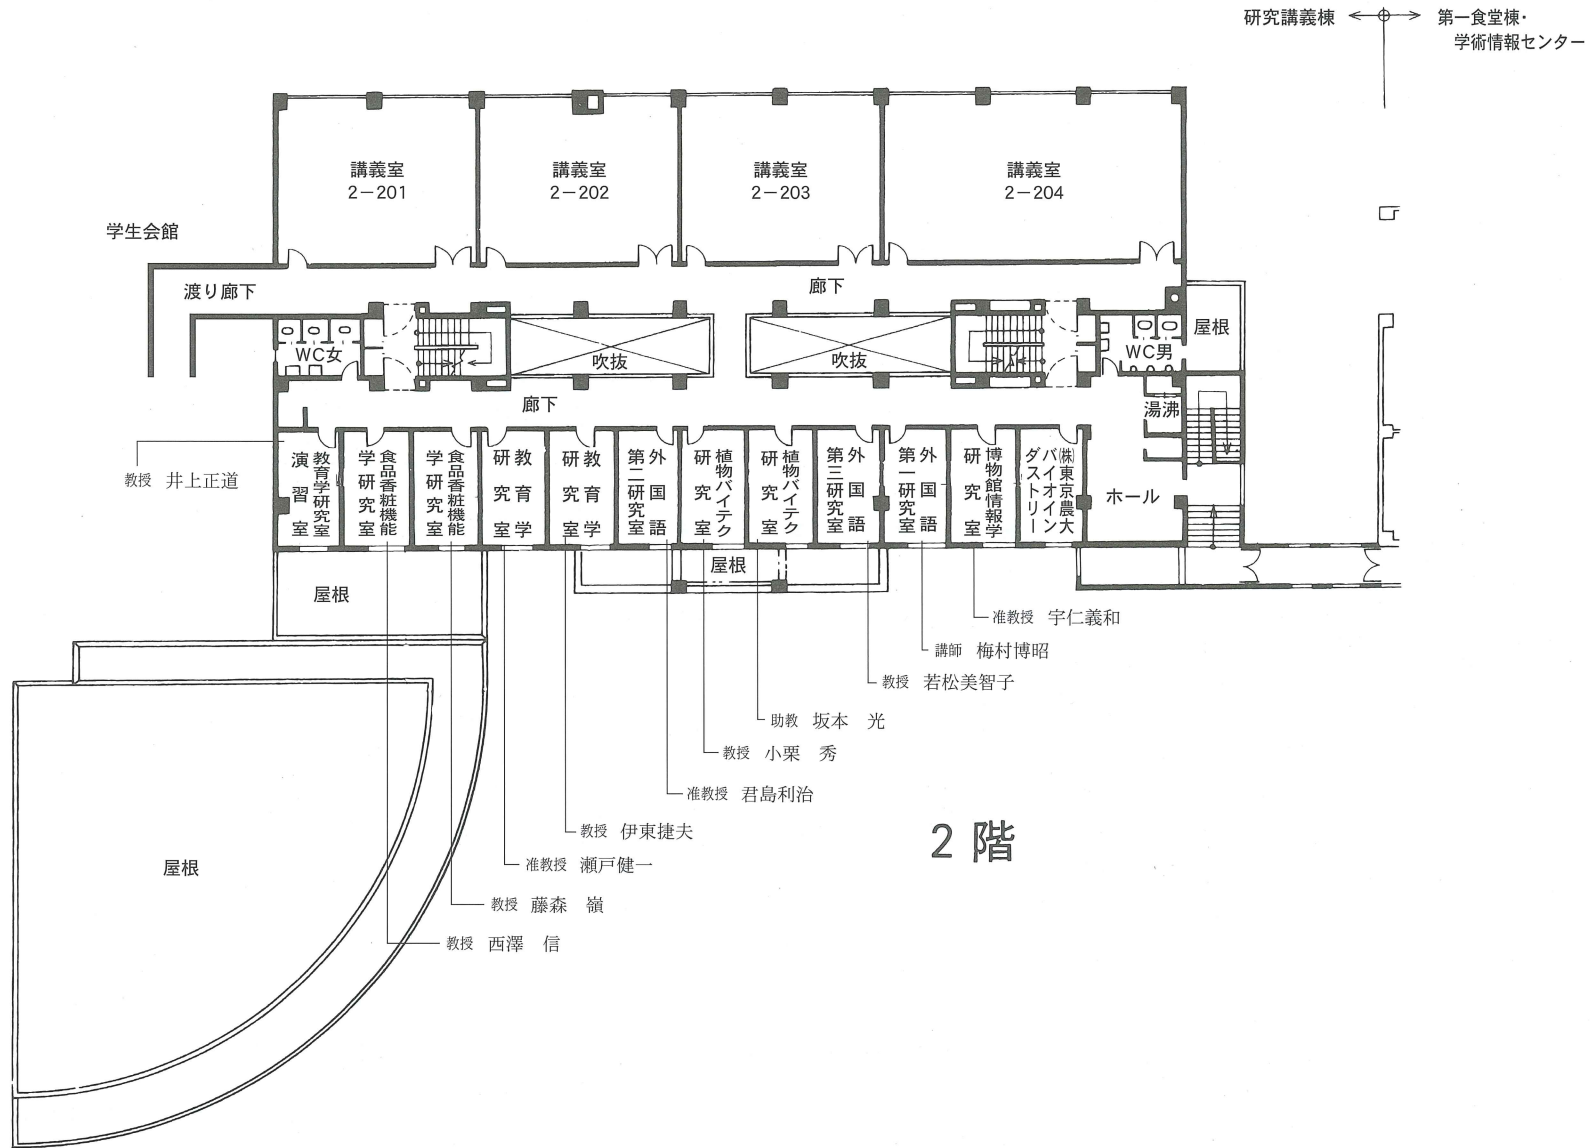 研究講義棟
第一食堂棟・
学術情報センター
講義室
2－201
講義室
2－202
講義室
2－203
講義室
2－204
学生会館
渡り廊下
廊下
屋根
WC女
吹抜
吹抜
WC男
廊下
湯沸
教育学研究室
演習室
食品香粧機能
学研究室
食品香粧機能
学研究室
教育学
研究室
教育学
研究室
外国語
第二研究室
植物バイテク
研究室
植物バイテク
研究室
外国語
第三研究室
外国語
第一研究室
博物館情報学
研究室
㈱東京農大
バイオイン
ダストリー
ホール
教授 井上正道
屋根
屋根
准教授 宇仁義和
講師 梅村博昭
教授 若松美智子
助教 坂本　光
教授 小栗　秀
准教授 君島利治
教授 伊東捷夫
准教授 瀬戸健一
教授 藤森　嶺
教授 西澤　信
2階
屋根